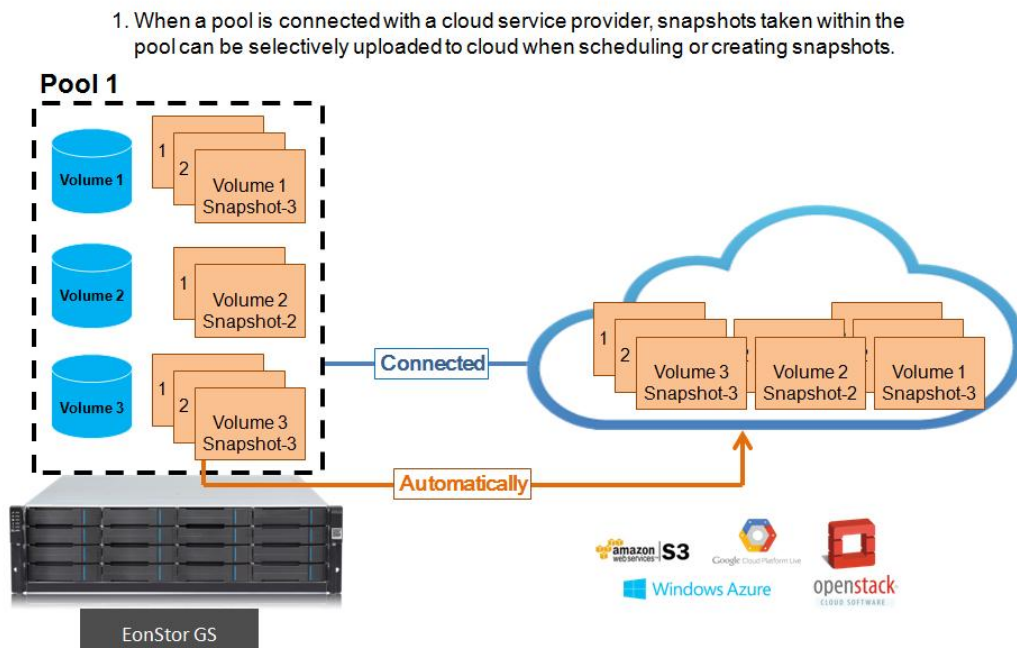 1. When a pool is connected with a cloud service provider, snapshots taken within the
pool can be selectively uploaded to cloud when scheduling or creating snapshots.
Pool 1
Volume 1
1
2
Volume 1
Snapshot-3
Volume 2
1
Volume 2
Snapshot-2
Volume 3
1
2
Volume 3
Snapshot-3
Connected
1
2
Volume 3
Snapshot-3
Volume 2
Snapshot-2
Volume 1
Snapshot-3
Automatically
amazon
web services
S3
Google Cloud Platform Live
Windows Azure
openstack
CLOUD SOFTWARE
EonStor GS